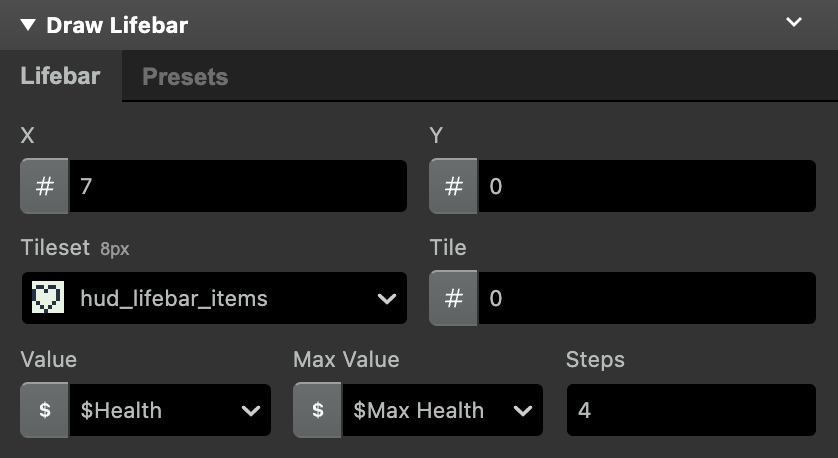 Draw Lifebar
Lifebar Presets
X Y
# 7 # 0
Tileset 8px Tile
hud_lifebar_items # 0
Value Max Value Steps
$ $Health $ $Max Health 4